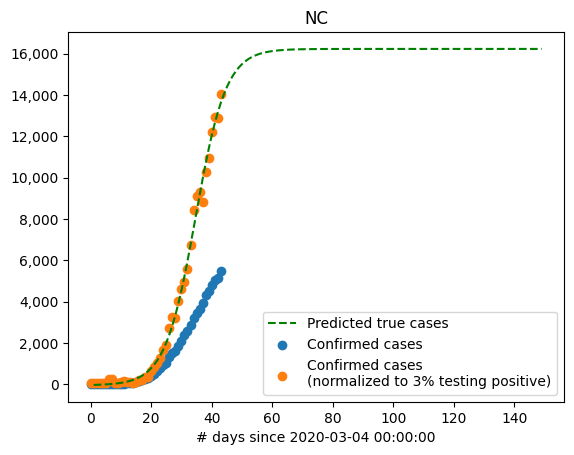 NC
16,000
14,000
12,000
10,000
8,000
6,000
4,000
2,000
0
Predicted true cases
Confirmed cases
Confirmed cases
(normalized to 3% testing positive)
0 20 40 60 80 100 120 140
# days since 2020-03-04 00:00:00